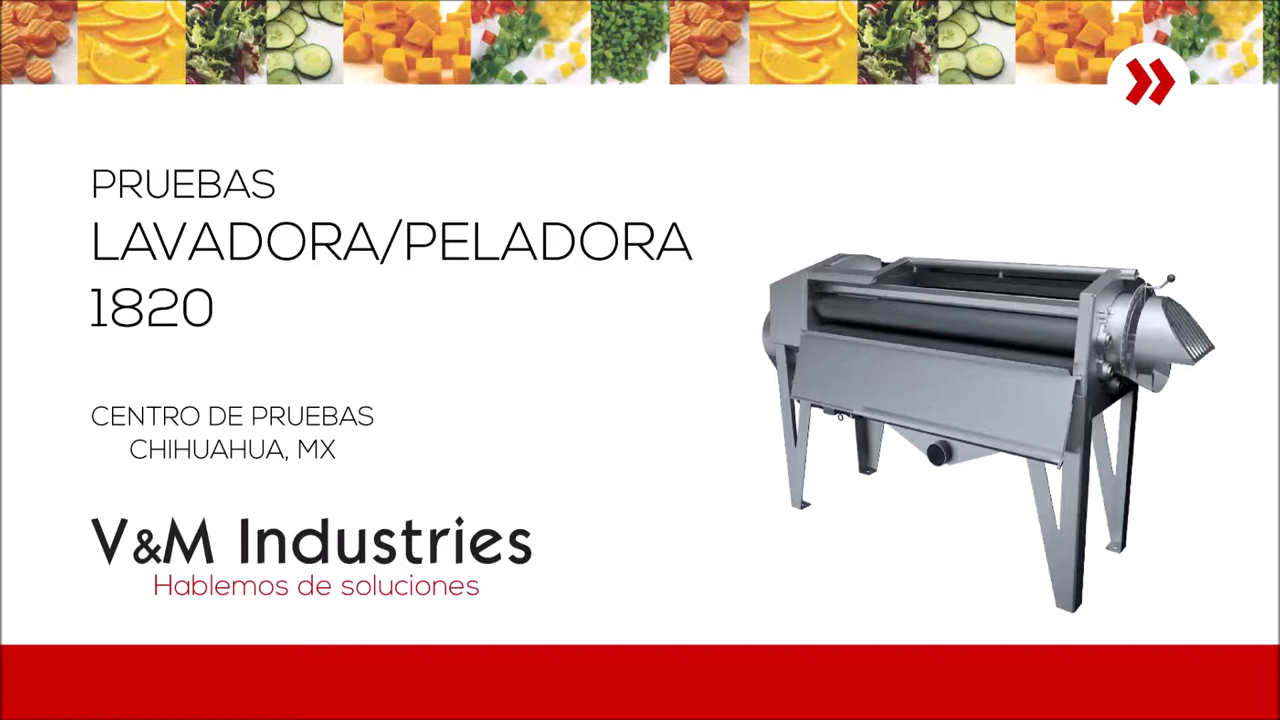 PRUEBAS
LAVADORA/PELADORA
1820
CENTRO DE PRUEBAS
CHIHUAHUA, MX
V&M Industries
Hablemos de soluciones